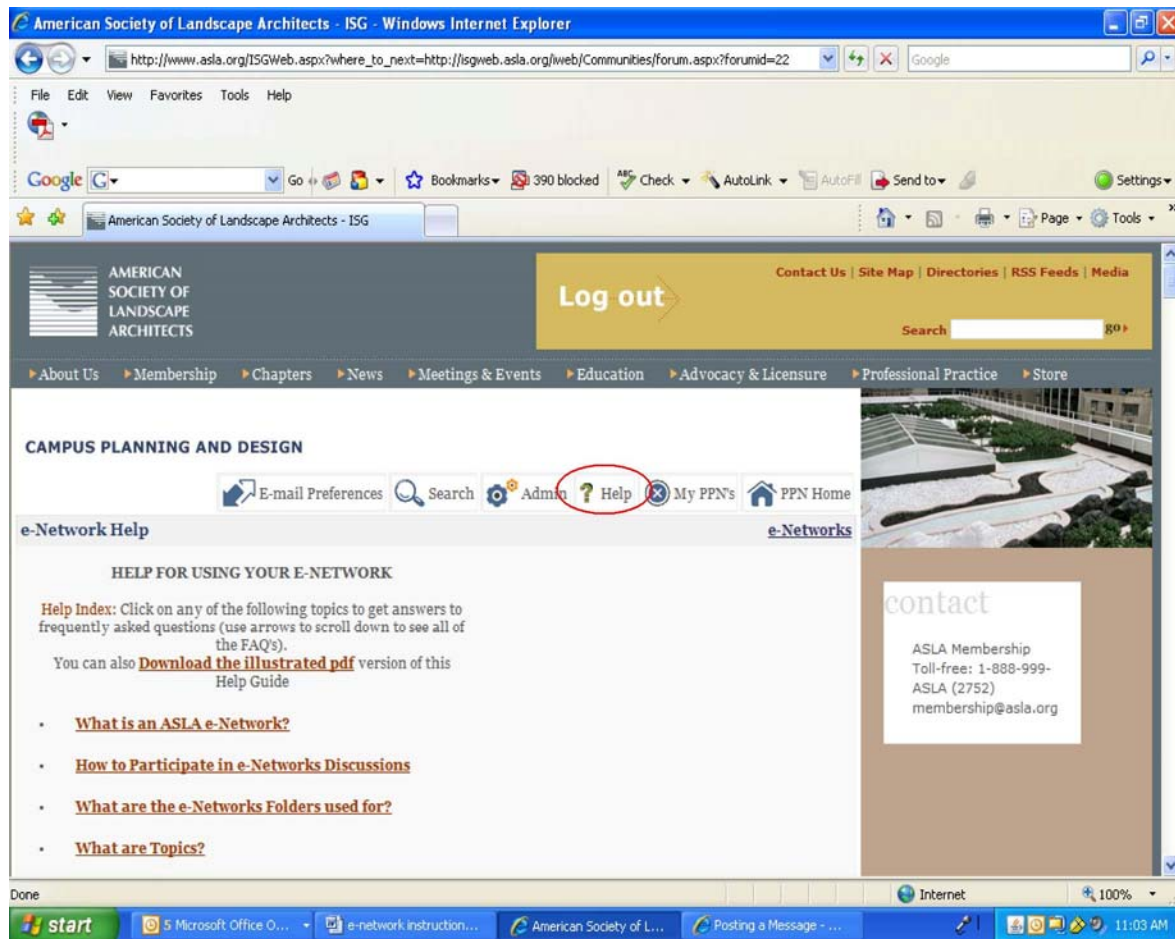 American Society of Landscape Architects - ISG - Windows Internet Explorer
http://www.asla.org/ISGWeb.aspx?where_to_next=http://isgweb.asla.org/iweb/Communities/forum.aspx?forumid=22 Google
File Edit View Favorites Tools Help
Google G Go Bookmarks 390 blocked ABC Check AutoLink AutoFill Send to Settings
American Society of Landscape Architects - ISG Page Tools »
AMERICAN
SOCIETY OF
LANDSCAPE
ARCHITECTS
Log out
Contact Us | Site Map | Directories | RSS Feeds | Media
Search go
About Us Membership Chapters News Meetings & Events Education Advocacy & Licensure Professional Practice Store
CAMPUS PLANNING AND DESIGN
E-mail Preferences Search Admin ? Help My PPN's PPN Home
e-Network Help e-Networks
HELP FOR USING YOUR E-NETWORK
Help Index: Click on any of the following topics to get answers to
frequently asked questions (use arrows to scroll down to see all of
the FAQ's).
You can also Download the illustrated pdf version of this
Help Guide
• What is an ASLA e-Network?
• How to Participate in e-Networks Discussions
• What are the e-Networks Folders used for?
• What are Topics?
contact
ASLA Membership
Toll-free: 1-888-999-
ASLA (2752)
membership@asla.org
Done Internet 100%
start 5 Microsoft Office O... e-network instruction... American Society of L... Posting a Message - ... 11:03 AM